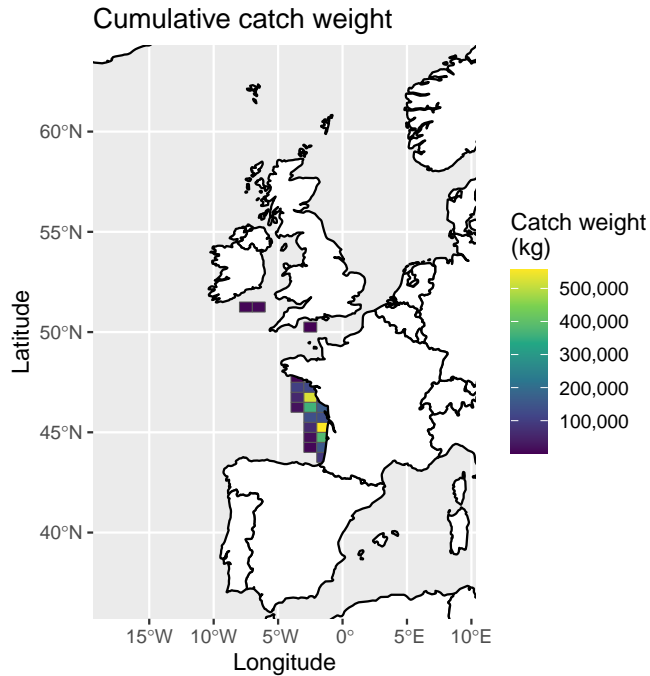 Cumulative catch weight
60°N
55°N
50°N
45°N
40°N
Latitude
15°W
10°W
5°W
0°
5°E
10°E
Longitude
Catch weight
(kg)
500,000
400,000
300,000
200,000
100,000